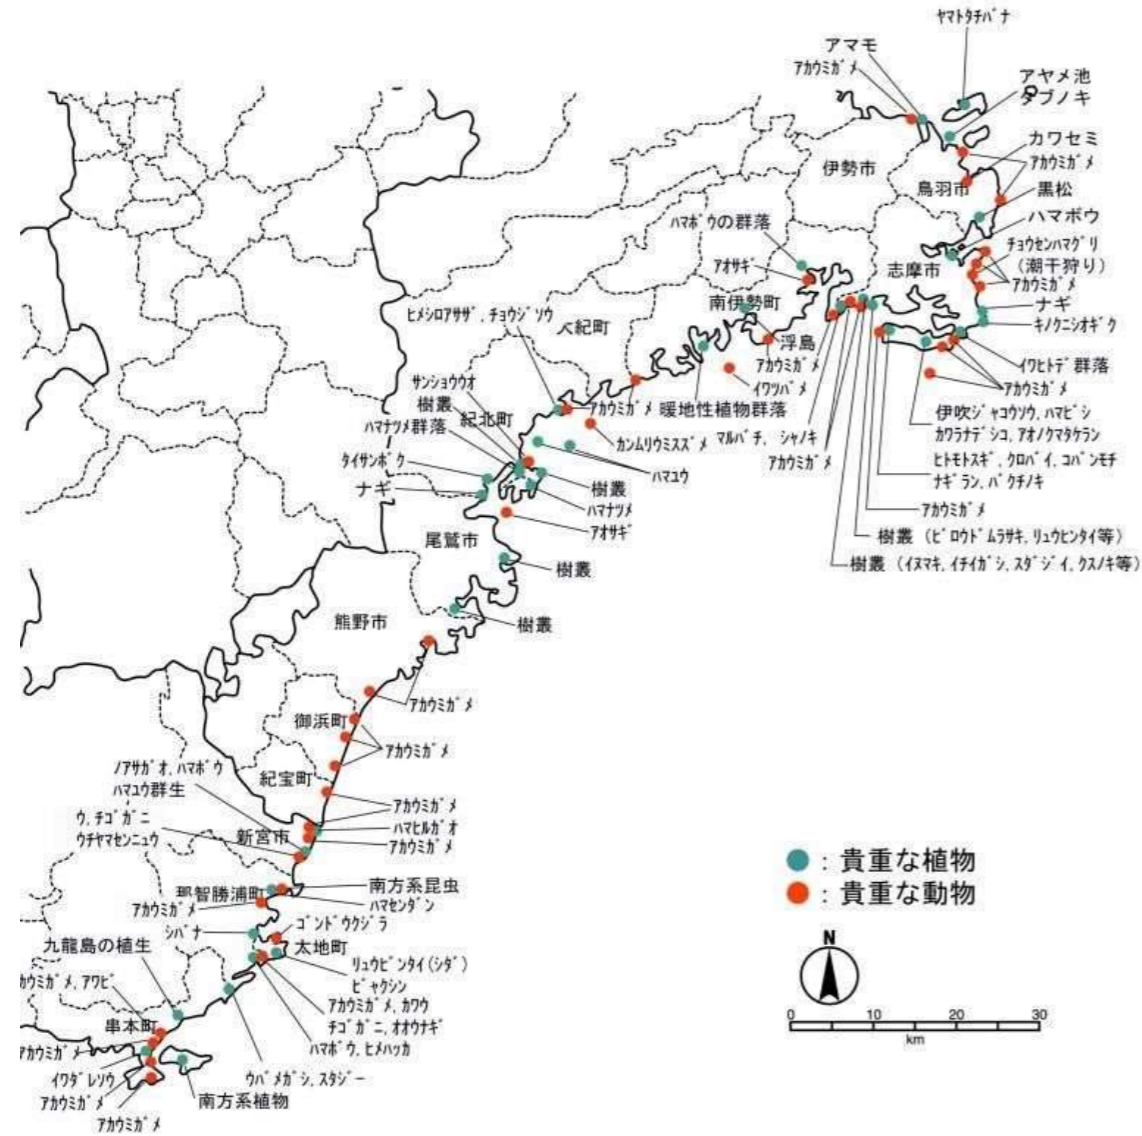 ヤマトタチバナ
アマモ
アカウミガメ
アヤメ池
タブノキ
カワセミ
アカウミガメ
伊勢市
鳥羽市
黒松
ハマボウの群落
ハマボウ
チョウセンハマグリ
(潮干狩り)
アオサギ
志摩市
アカウミガメ
南伊勢町
ナギ
ヒメシロアサザ, チョウジソウ
キノクニシオギク
大紀町
浮島
アカウミガメ
イワヒトデ群落
イワツバメ
アカウミガメ
サンショウウオ
樹叢
紀北町
アカウミガメ
暖地性植物群落
伊吹ジャコウソウ, ハマビシ
ハマナツメ群落
カワラナデシコ, アオノクマタケラン
カンムリウミスズメ
マルバチ, シャノキ
タイサンボク
アカウミガメ
ヒトモトスギ, クロバイ, コバンモチ
ハマユウ
ナギラン, バクチノキ
ナギ
樹叢
ハマナツメ
アカウミガメ
アオサギ
尾鷲市
樹叢 (ビロウドムラサキ, リュウヒンタイ等)
樹叢
樹叢 (イヌマキ, イチイガシ, スダジイ, クスノキ等)
熊野市
樹叢
アカウミガメ
御浜町
アカウミガメ
ノアサガオ, ハマボウ
紀宝町
ハマユウ群生
アカウミガメ
ウ, チゴガニ
ハマヒルガオ
ウチヤマセンニュウ
新宮市
アカウミガメ
●:貴重な植物
●:貴重な動物
南方系昆虫
那智勝浦町
ハマセンダン
アカウミガメ
ゴンドウクジラ
シバナ
太地町
九龍島の植生
リュウビンタイ(シダ)
ビャクシン
カウミガメ, アワビ
アカウミガメ, カワウ
チゴガニ, オオウナギ
串本町
ハマボウ, ヒメハッカ
アカウミガメ
イワダレソウ
ウバメガシ, スタジー
アカウミガメ
南方系植物
アカウミガメ
N
0 10 20 30
km